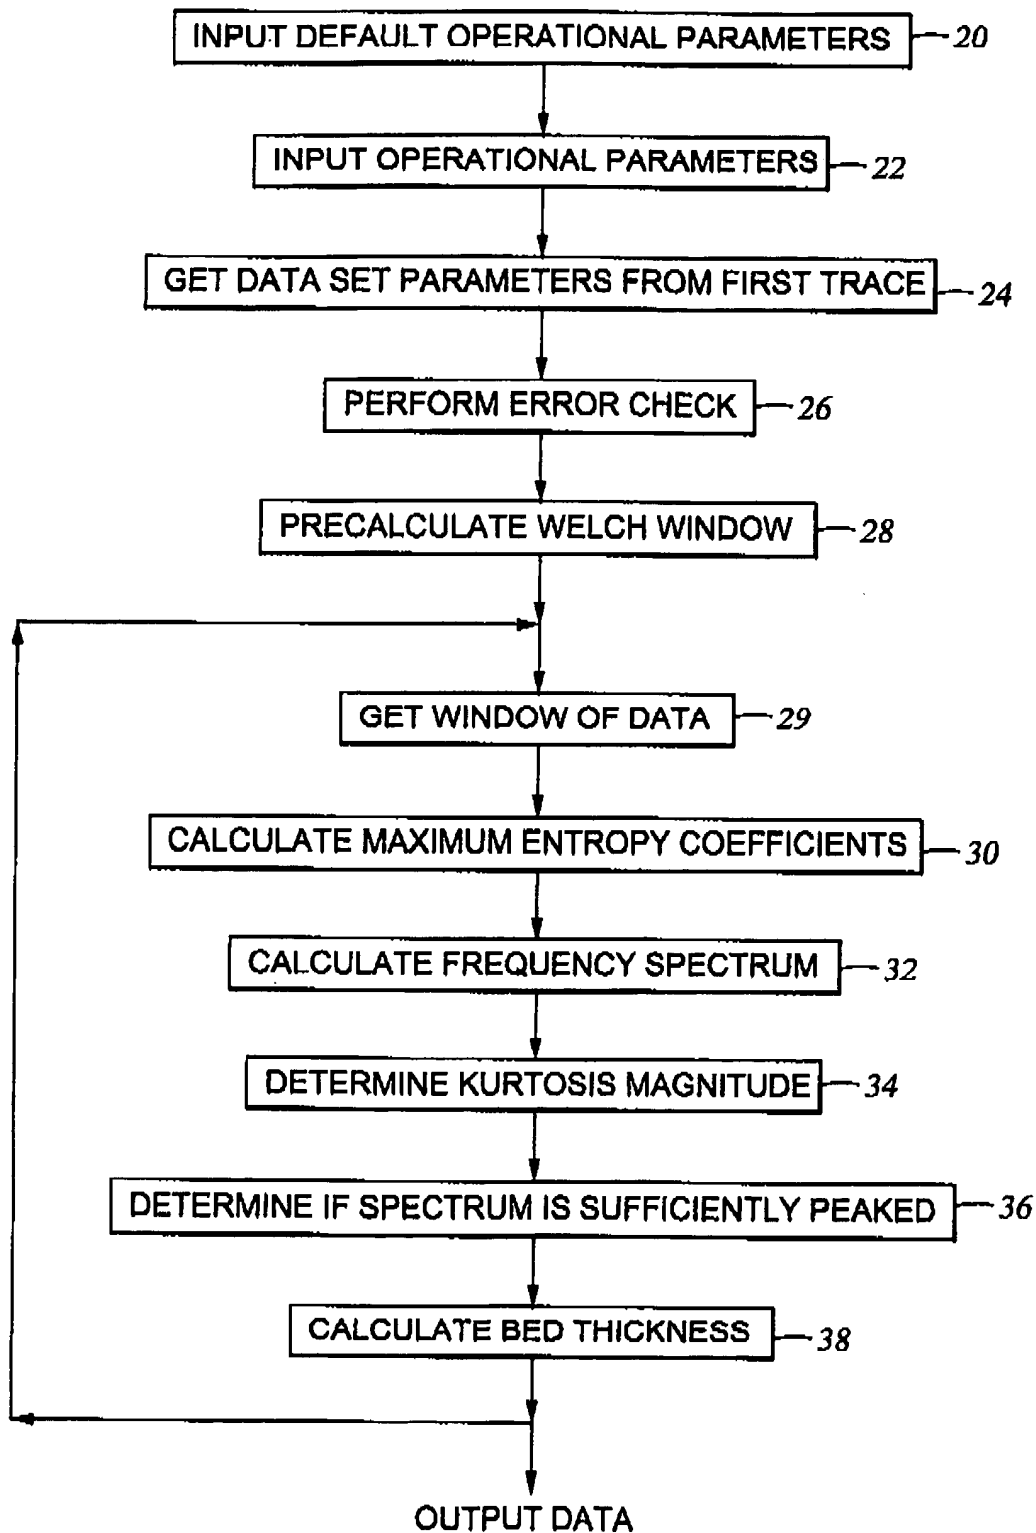 INPUT DEFAULT OPERATIONAL PARAMETERS 20
INPUT OPERATIONAL PARAMETERS 22
GET DATA SET PARAMETERS FROM FIRST TRACE 24
PERFORM ERROR CHECK 26
PRECALCULATE WELCH WINDOW 28
GET WINDOW OF DATA 29
CALCULATE MAXIMUM ENTROPY COEFFICIENTS 30
CALCULATE FREQUENCY SPECTRUM 32
DETERMINE KURTOSIS MAGNITUDE 34
DETERMINE IF SPECTRUM IS SUFFICIENTLY PEAKED 36
CALCULATE BED THICKNESS 38
OUTPUT DATA